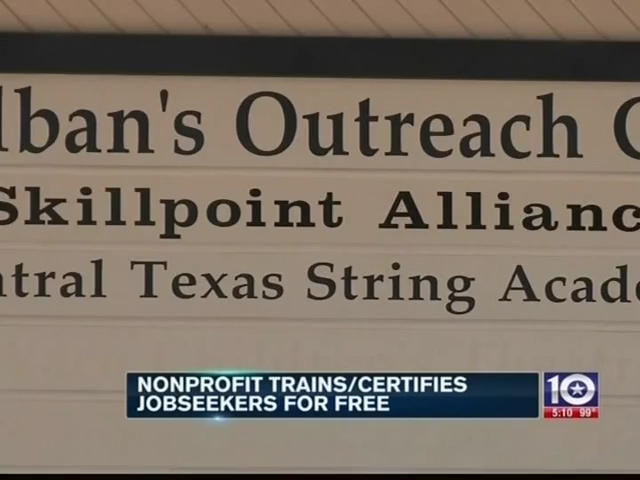 lban's Outreach C
Skillpoint Allianc
ntral Texas String Acade
NONPROFIT TRAINS/CERTIFIES
JOBSEEKERS FOR FREE
10
5:10 99°